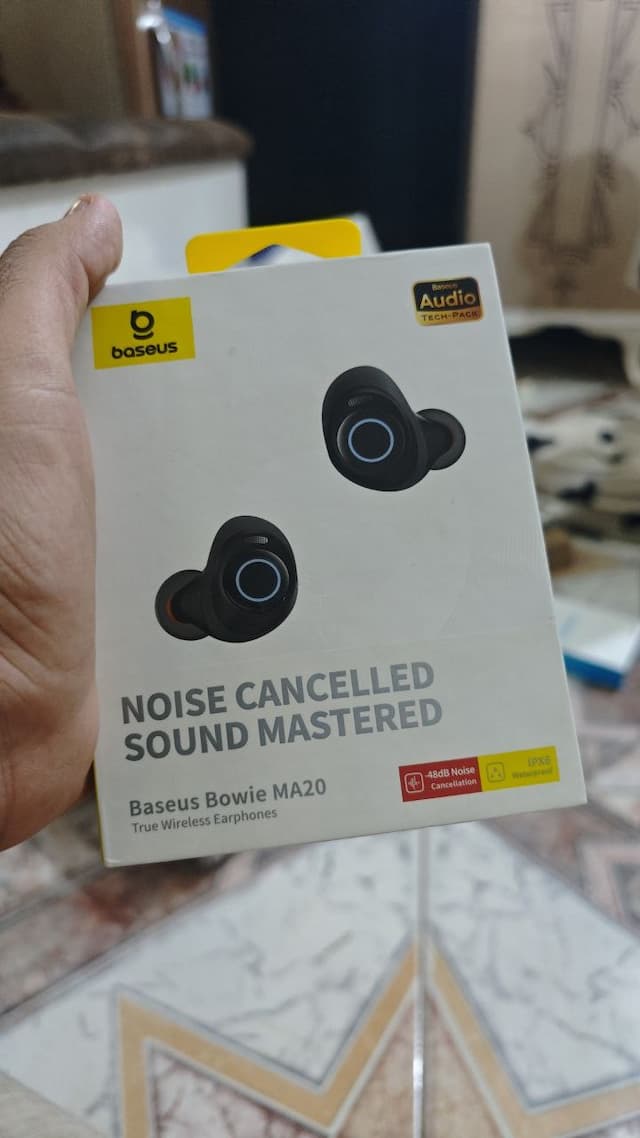 baseus
Baseus
Audio
TECH-PACK
NOISE CANCELLED
SOUND MASTERED
Baseus Bowie MA20
True Wireless Earphones
-48dB Noise
Cancellation
IPX6
Waterproof